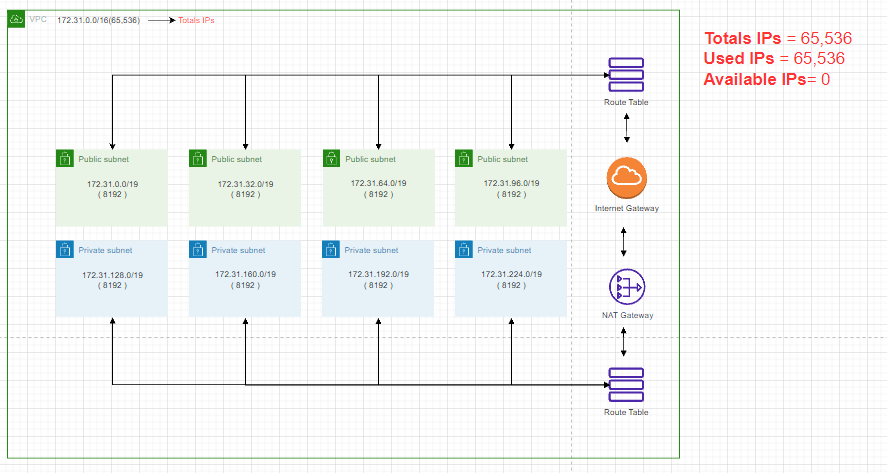 VPC
172.31.0.0/16(65,536)
Totals IPs
Totals IPs = 65,536
Used IPs = 65,536
Available IPs= 0
Route Table
Public subnet
172.31.0.0/19
( 8192 )
Public subnet
172.31.32.0/19
( 8192 )
Public subnet
172.31.64.0/19
( 8192 )
Public subnet
172.31.96.0/19
( 8192 )
Internet Gateway
Private subnet
172.31.128.0/19
( 8192 )
Private subnet
172.31.160.0/19
( 8192 )
Private subnet
172.31.192.0/19
( 8192 )
Private subnet
172.31.224.0/19
( 8192 )
NAT Gateway
Route Table